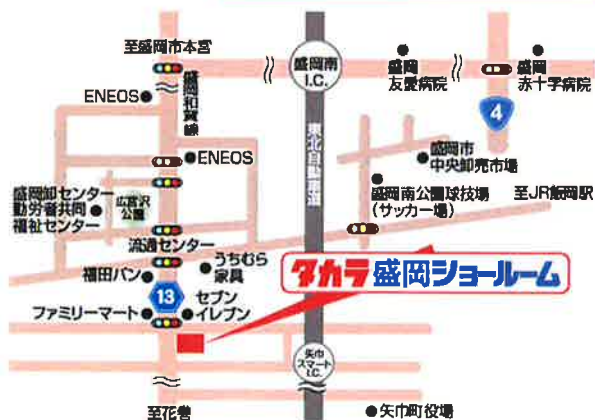 至盛岡市本宮
盛岡和賀線
盛岡南
I.C.
盛岡
友愛病院
盛岡
赤十字病院
ENEOS
4
東北自動車道
ENEOS
盛岡市
中央卸売市場
広宮沢
公園
盛岡卸センター
勤労者共同
福祉センター
盛岡南公園球技場
(サッカー場)
至JR飯岡駅
流通センター
うちむら
家具
福田パン
タカラ盛岡ショールーム
13
セブン
イレブン
ファミリーマート
矢巾
スマート
I.C.
至花巻
矢巾町役場